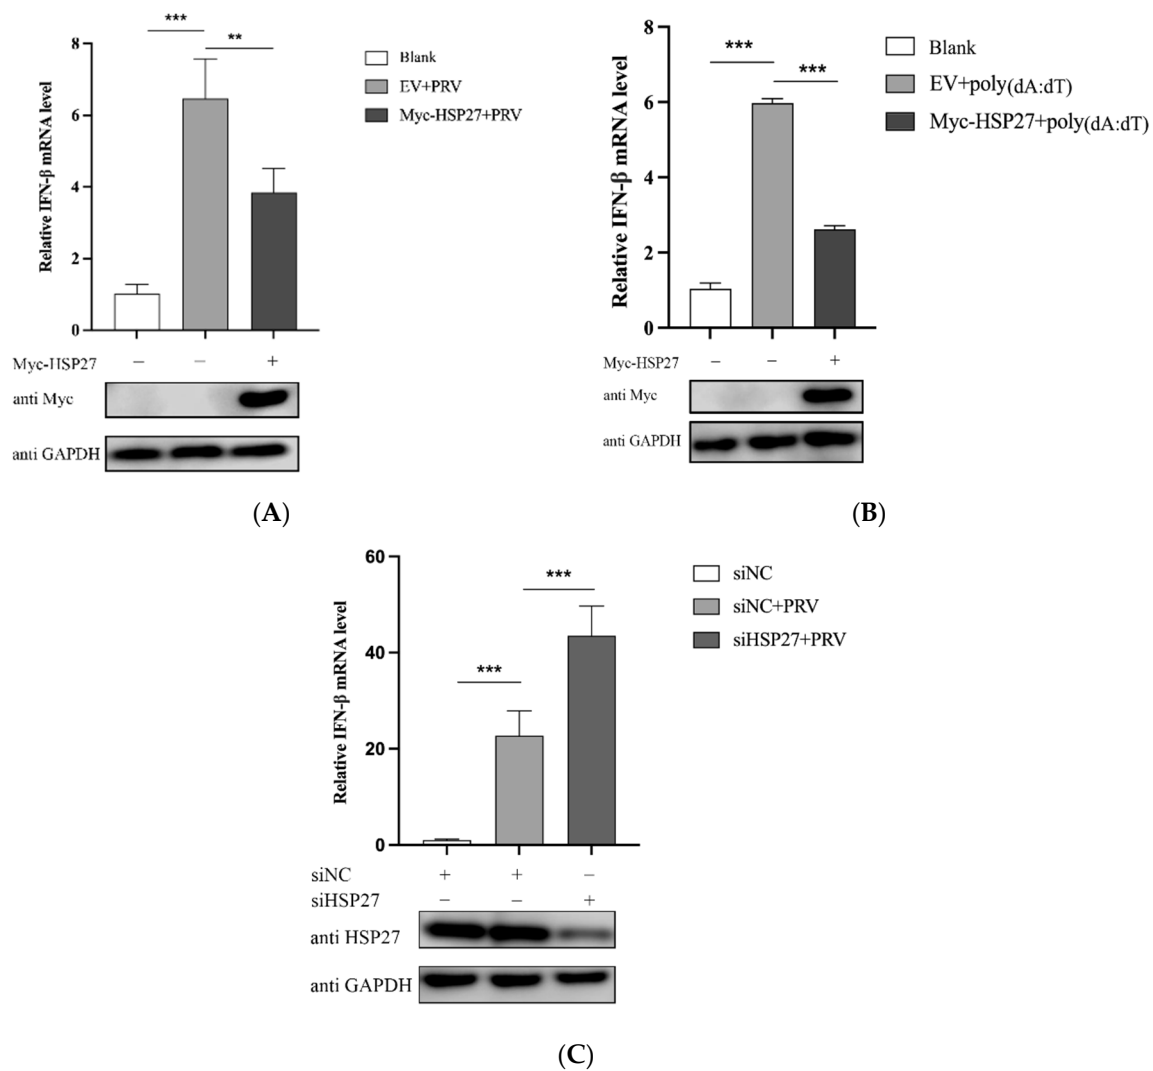 ***
**
8
6
4
2
0
Relative IFN-β mRNA level
Blank
EV+PRV
Myc-HSP27+PRV
Myc-HSP27 – – +
anti Myc
anti GAPDH
(A)
***
***
8
6
4
2
0
Relative IFN-β mRNA level
Blank
EV+poly(dA:dT)
Myc-HSP27+poly(dA:dT)
Myc-HSP27 – – +
anti Myc
anti GAPDH
(B)
***
***
60
40
20
0
Relative IFN-β mRNA level
siNC
siNC+PRV
siHSP27+PRV
siNC + + –
siHSP27 – – +
anti HSP27
anti GAPDH
(C)